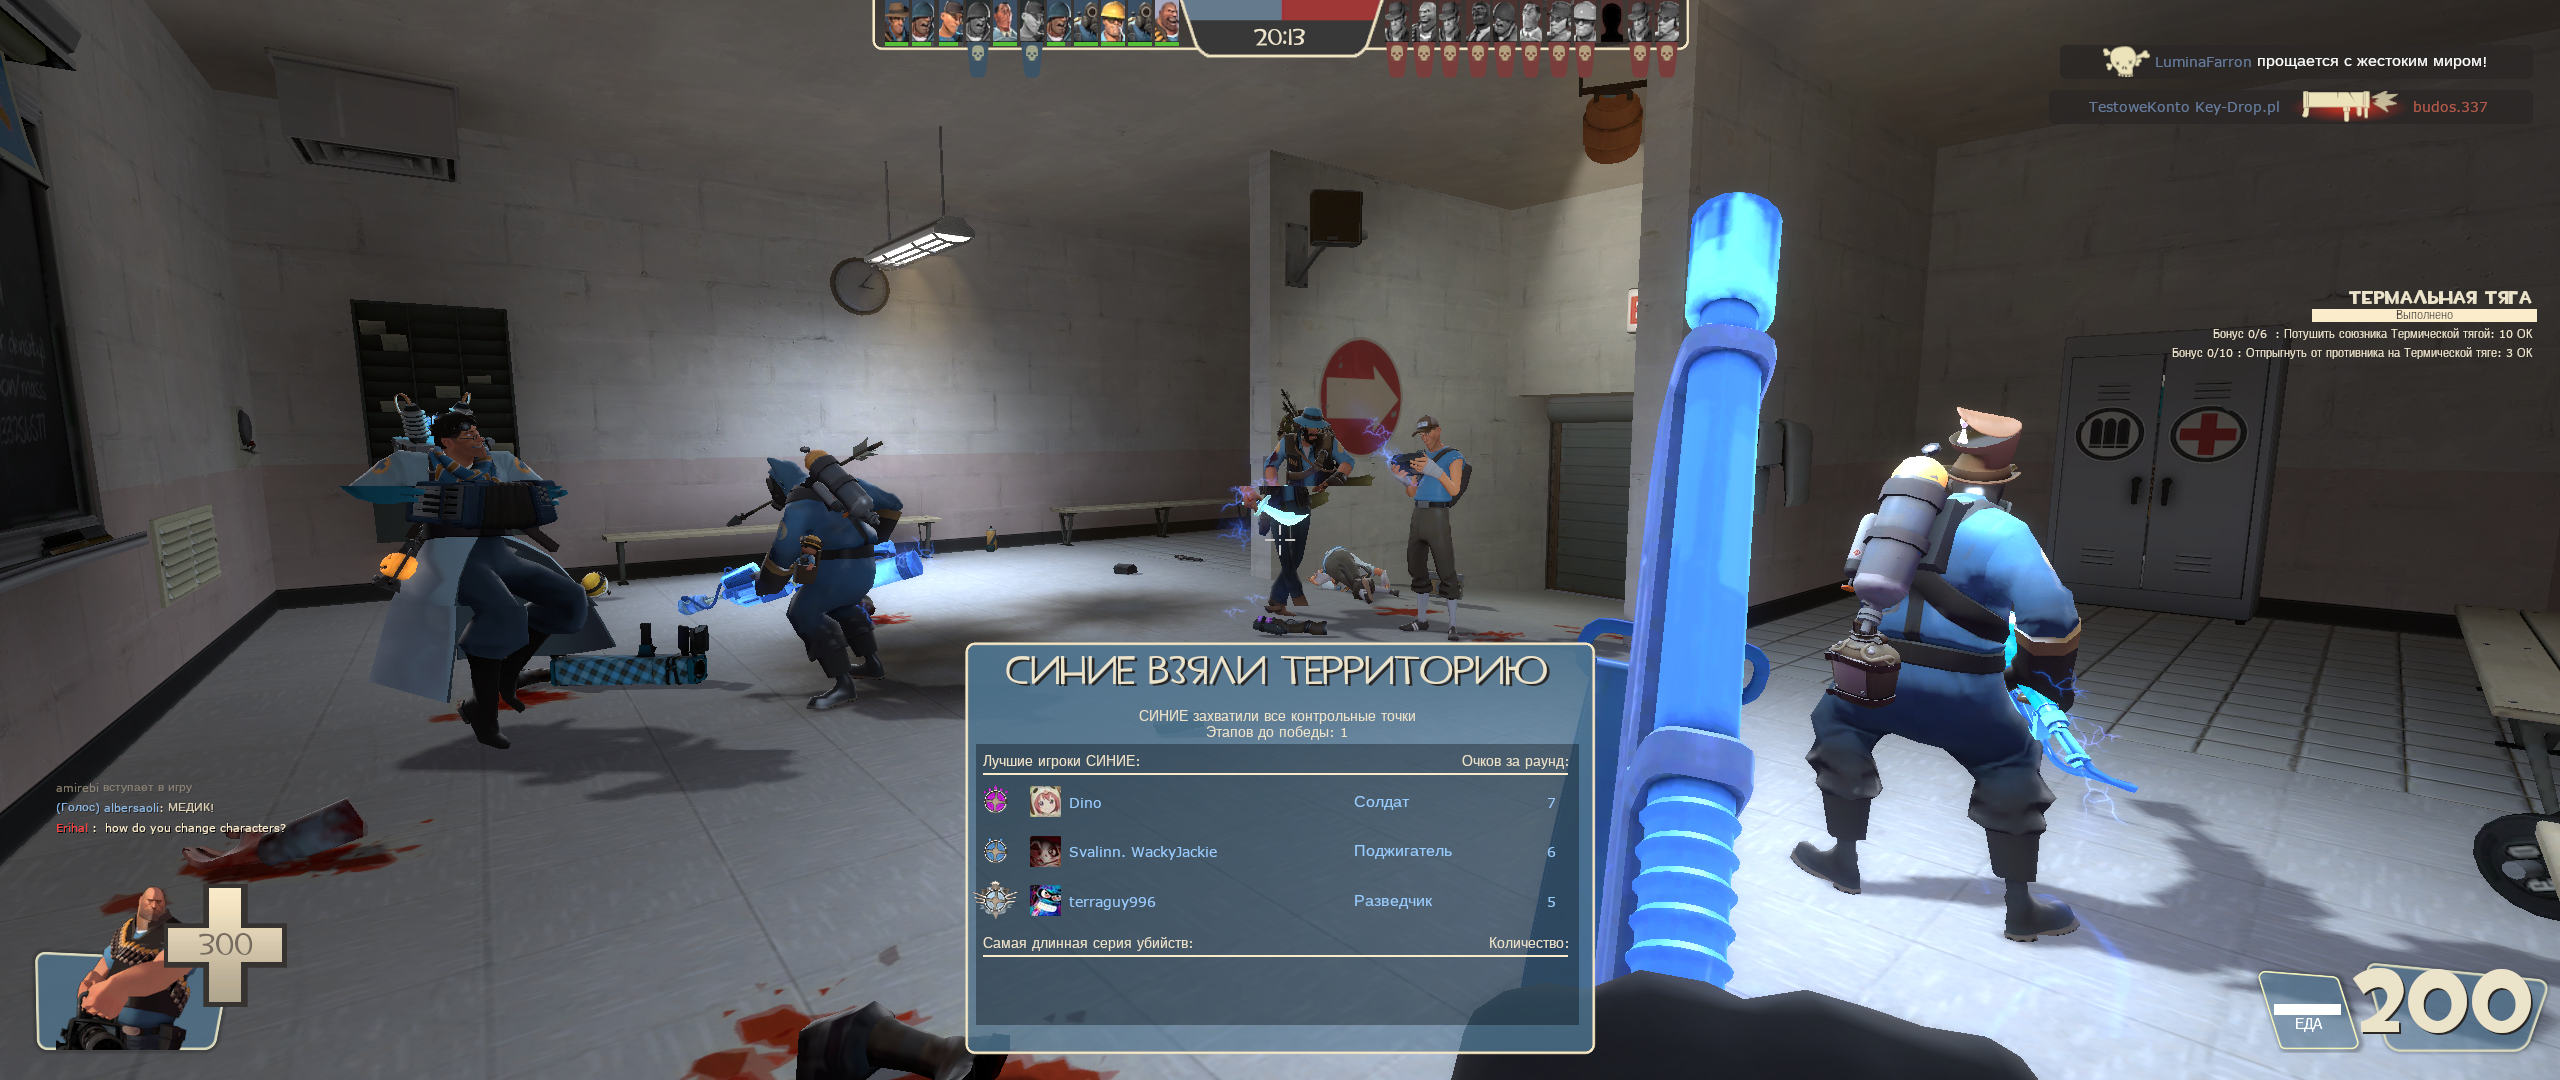 20:13
LuminaFarron прощается с жестоким миром!
TestoweKonto Key-Drop.pl budos.337
ТЕРМАЛЬНАЯ ТЯГА
Выполнено
Бонус 0/6 : Потушить союзника Термической тягой: 10 ОК
Бонус 0/10 : Отпрыгнуть от противника на Термической тяге: 3 ОК
СИНИЕ ВЗЯЛИ ТЕРРИТОРИЮ
СИНИЕ захватили все контрольные точки
Этапов до победы: 1
Лучшие игроки СИНИЕ: Очков за раунд:
Dino Солдат 7
Svalinn. WackyJackie Поджигатель 6
terraguy996 Разведчик 5
Самая длинная серия убийств: Количество:
amirebi вступает в игру
(Голос) albersaoli: МЕДИК!
Erihal : how do you change characters?
300
ЕДА
200